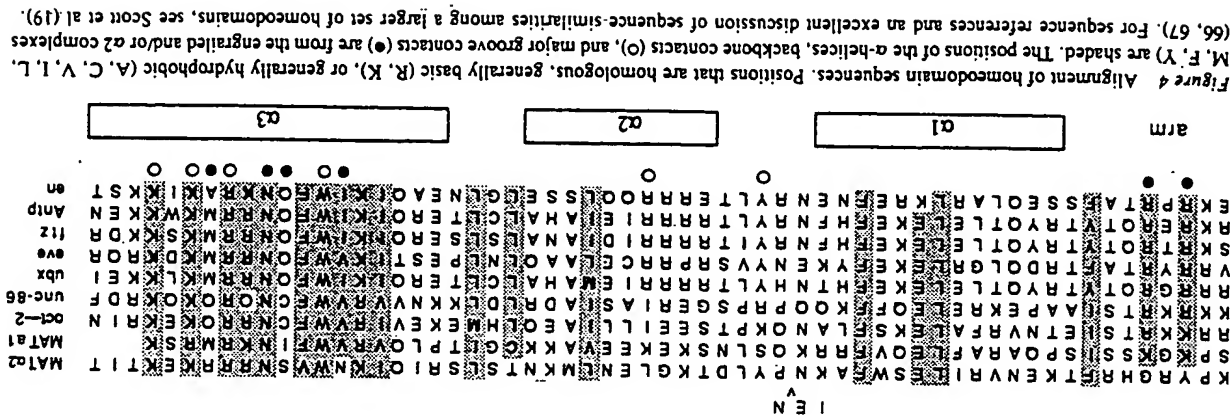 I E N
v
K P Y R G H R F T K E N V R I L E S W F A K N P Y L D T K G L E N L M K N T S L S R I Q I K N W V S N R R R K E K T I T MATα2
S P K G K S S I S P Q A R A F L E Q V F R R K Q S L N S K E K E E V A K K C G I T P L Q V R V W F I N K R M R S K MATa1
R K K R T S I E T N V R F A L E K S F L A N Q K P T S E E I L L I A E Q L H M E K E V I R V W F C N R R Q K E K R I N oct-2
R K R K R T S I A A P E K R E L E Q F F K Q Q P R P S G E R I A S I A D R L D L K K N V V R V W F C N Q R Q K Q K R D F unc-86
R R R G R Q T Y T R Y Q T L E L E K E F H T N H Y L T R R R R I E M A H A L C L T E R Q I K I W F Q N R R M K L K K E I ubx
V R R Y R T A F T R D Q L G R L E K E F Y K E N Y V S R P R R C E L A A Q L N L P E S T I K V W F Q N R R M K D K R Q R eve
S K R T R Q T Y T R Y Q T L E L E K E F H F N R Y I T R R R R I D I A N A L S L S E R Q I K I W F Q N R R M K S K K D R ftz
R K R E R Q T Y T R Y Q T L E L E K E F H F N R Y L T R R R R I E I A H A L C L T E R Q I K I W F Q N R R M K W K K E N Antp
E K R P R T A F S S E Q L A R L K R E F N E N R Y L T E R R R Q Q L S S E L G L N E A Q I K I W F Q N K R A K I K K S T en
arm α1 α2 α3
Figure 4 Alignment of homeodomain sequences. Positions that are homologous, generally basic (R, K), or generally hydrophobic (A, C, V, I, L,
M, F, Y) are shaded. The positions of the α-helices, backbone contacts (○), and major groove contacts (●) are from the engrailed and/or α2 complexes
(66, 67). For sequence references and an excellent discussion of sequence-similarities among a larger set of homeodomains, see Scott et al (19).